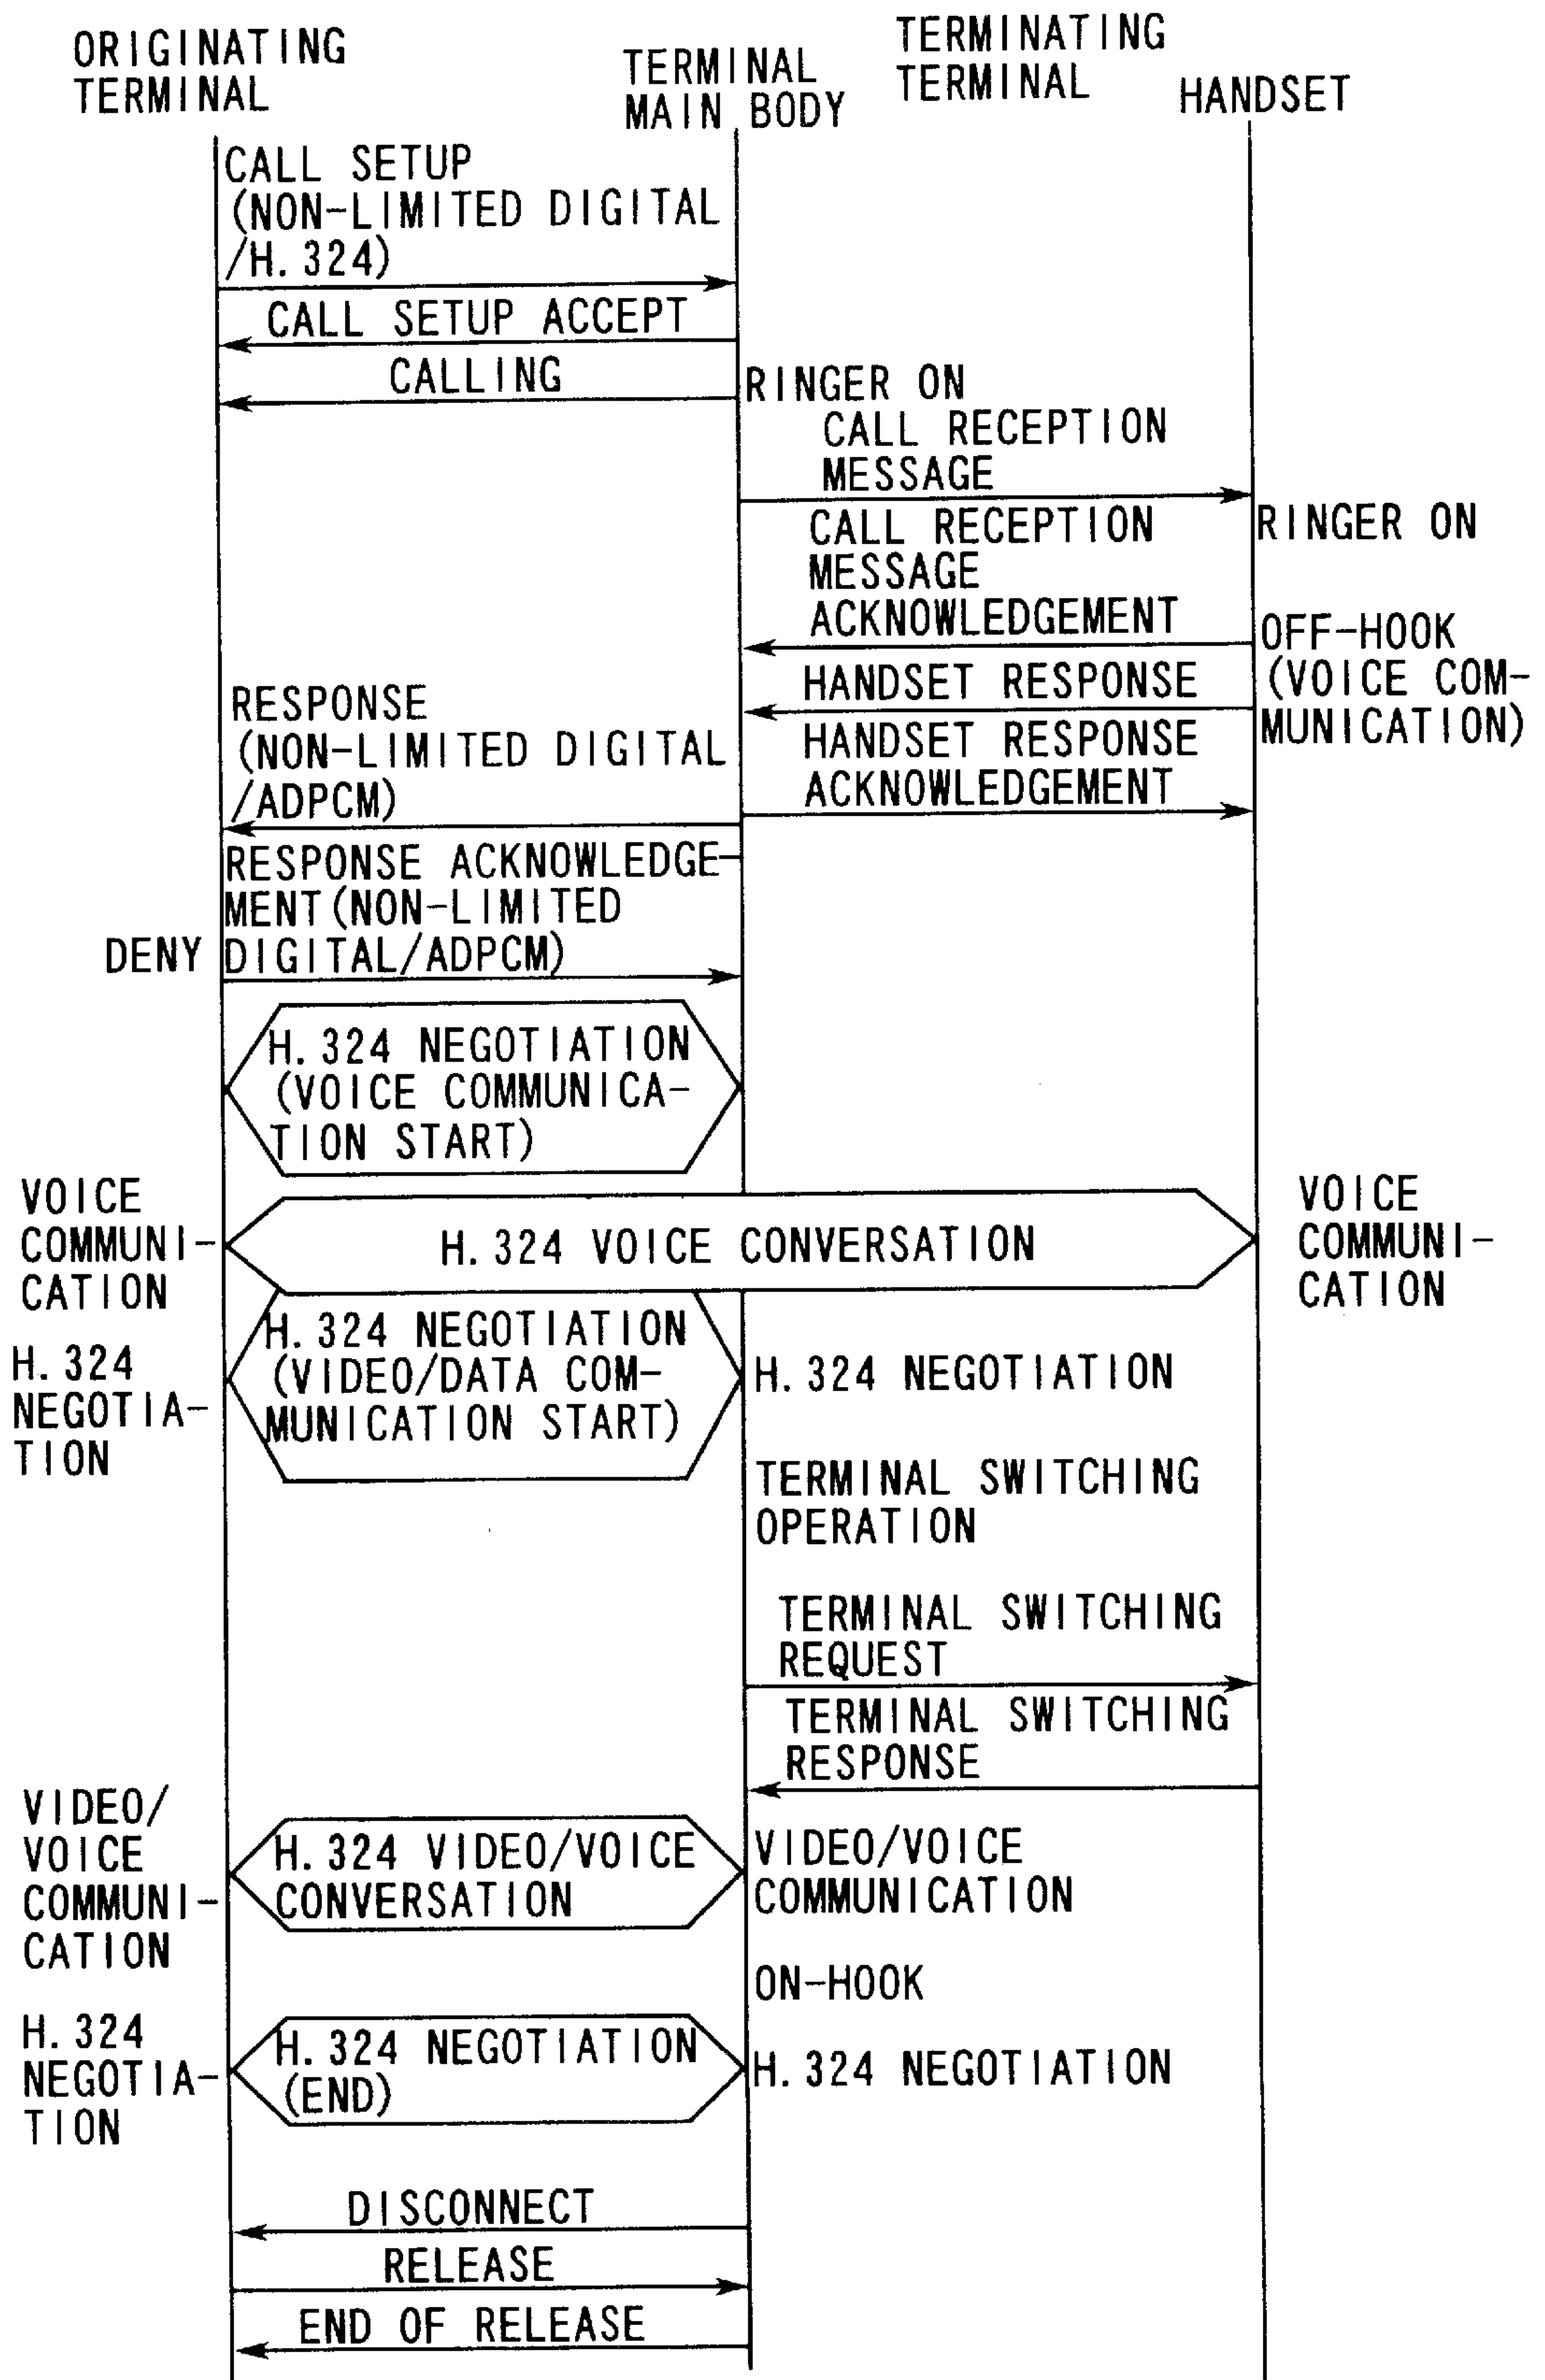 ORIGINATING
TERMINAL
TERMINAL
MAIN BODY
TERMINATING
TERMINAL
HANDSET
CALL SETUP
(NON-LIMITED DIGITAL
/H.324)
CALL SETUP ACCEPT
CALLING
RINGER ON
CALL RECEPTION
MESSAGE
CALL RECEPTION
MESSAGE
ACKNOWLEDGEMENT
RINGER ON
OFF-HOOK
(VOICE COM-
MUNICATION)
HANDSET RESPONSE
RESPONSE
(NON-LIMITED DIGITAL
/ADPCM)
HANDSET RESPONSE
ACKNOWLEDGEMENT
RESPONSE ACKNOWLEDGE-
MENT(NON-LIMITED
DIGITAL/ADPCM)
DENY
H.324 NEGOTIATION
(VOICE COMMUNICA-
TION START)
VOICE
COMMUNI-
CATION
H.324 VOICE CONVERSATION
VOICE
COMMUNI-
CATION
H.324
NEGOTIA-
TION
H.324 NEGOTIATION
(VIDEO/DATA COM-
MUNICATION START)
H.324 NEGOTIATION
TERMINAL SWITCHING
OPERATION
TERMINAL SWITCHING
REQUEST
TERMINAL SWITCHING
RESPONSE
VIDEO/
VOICE
COMMUNI-
CATION
H.324 VIDEO/VOICE
CONVERSATION
VIDEO/VOICE
COMMUNICATION
ON-HOOK
H.324
NEGOTIA-
TION
H.324 NEGOTIATION
(END)
H.324 NEGOTIATION
DISCONNECT
RELEASE
END OF RELEASE